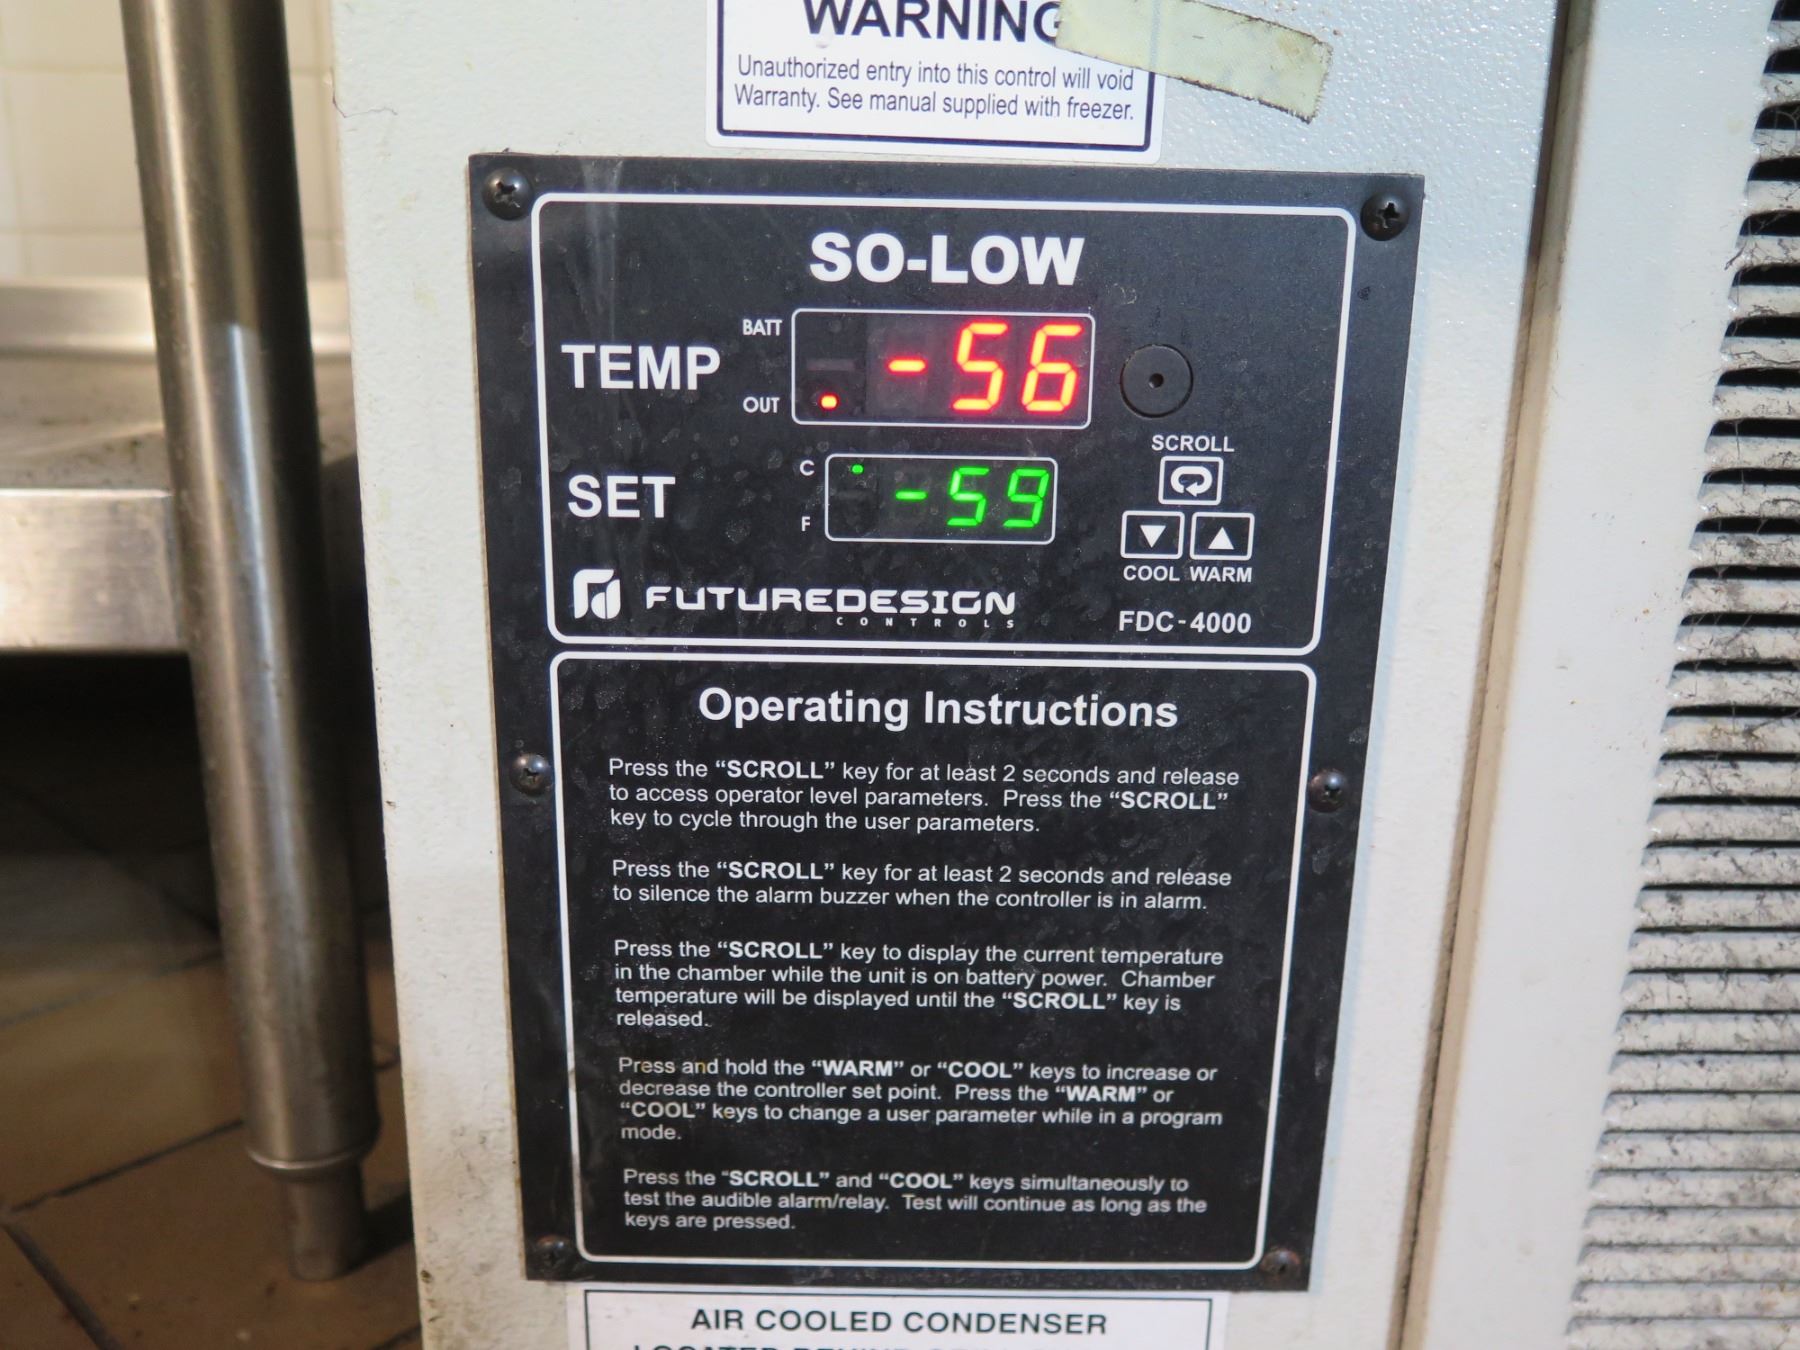 WARNING
Unauthorized entry into this control will void
Warranty. See manual supplied with freezer.
SO-LOW
BATT
TEMP
OUT
-56
SCROLL
SET
C
F
-59
COOL WARM
FUTUREDESIGN
CONTROLS
FDC-4000
Operating Instructions
Press the “SCROLL” key for at least 2 seconds and release
to access operator level parameters. Press the “SCROLL”
key to cycle through the user parameters.
Press the “SCROLL” key for at least 2 seconds and release
to silence the alarm buzzer when the controller is in alarm.
Press the “SCROLL” key to display the current temperature
in the chamber while the unit is on battery power. Chamber
temperature will be displayed until the “SCROLL” key is
released.
Press and hold the “WARM” or “COOL” keys to increase or
decrease the controller set point. Press the “WARM” or
“COOL” keys to change a user parameter while in a program
mode.
Press the “SCROLL” and “COOL” keys simultaneously to
test the audible alarm/relay. Test will continue as long as the
keys are pressed.
AIR COOLED CONDENSER
LOCATED BEHIND